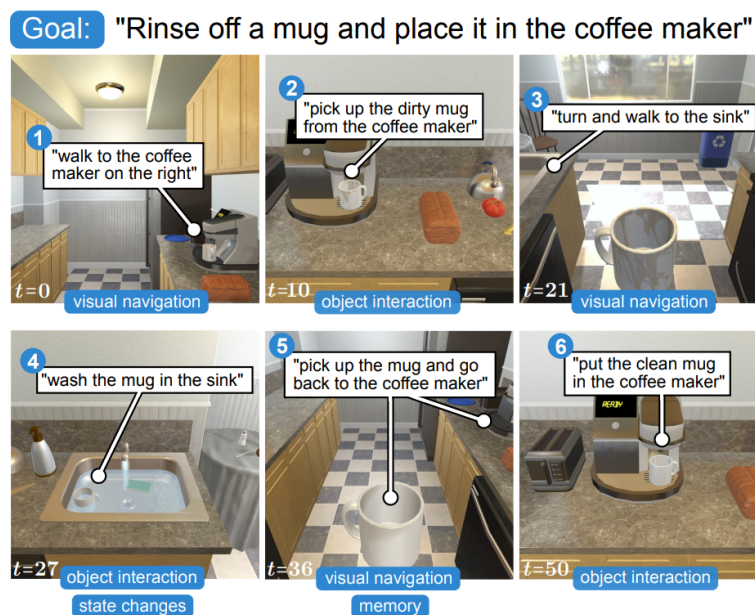 Goal: "Rinse off a mug and place it in the coffee maker"
1
"walk to the coffee
maker on the right"
t=0
visual navigation
2
"pick up the dirty mug
from the coffee maker"
t=10
object interaction
3
"turn and walk to the sink"
t=21
visual navigation
4
"wash the mug in the sink"
t=27
object interaction
state changes
5
"pick up the mug and go
back to the coffee maker"
t=36
visual navigation
memory
6
"put the clean mug
in the coffee maker"
READY
t=50
object interaction